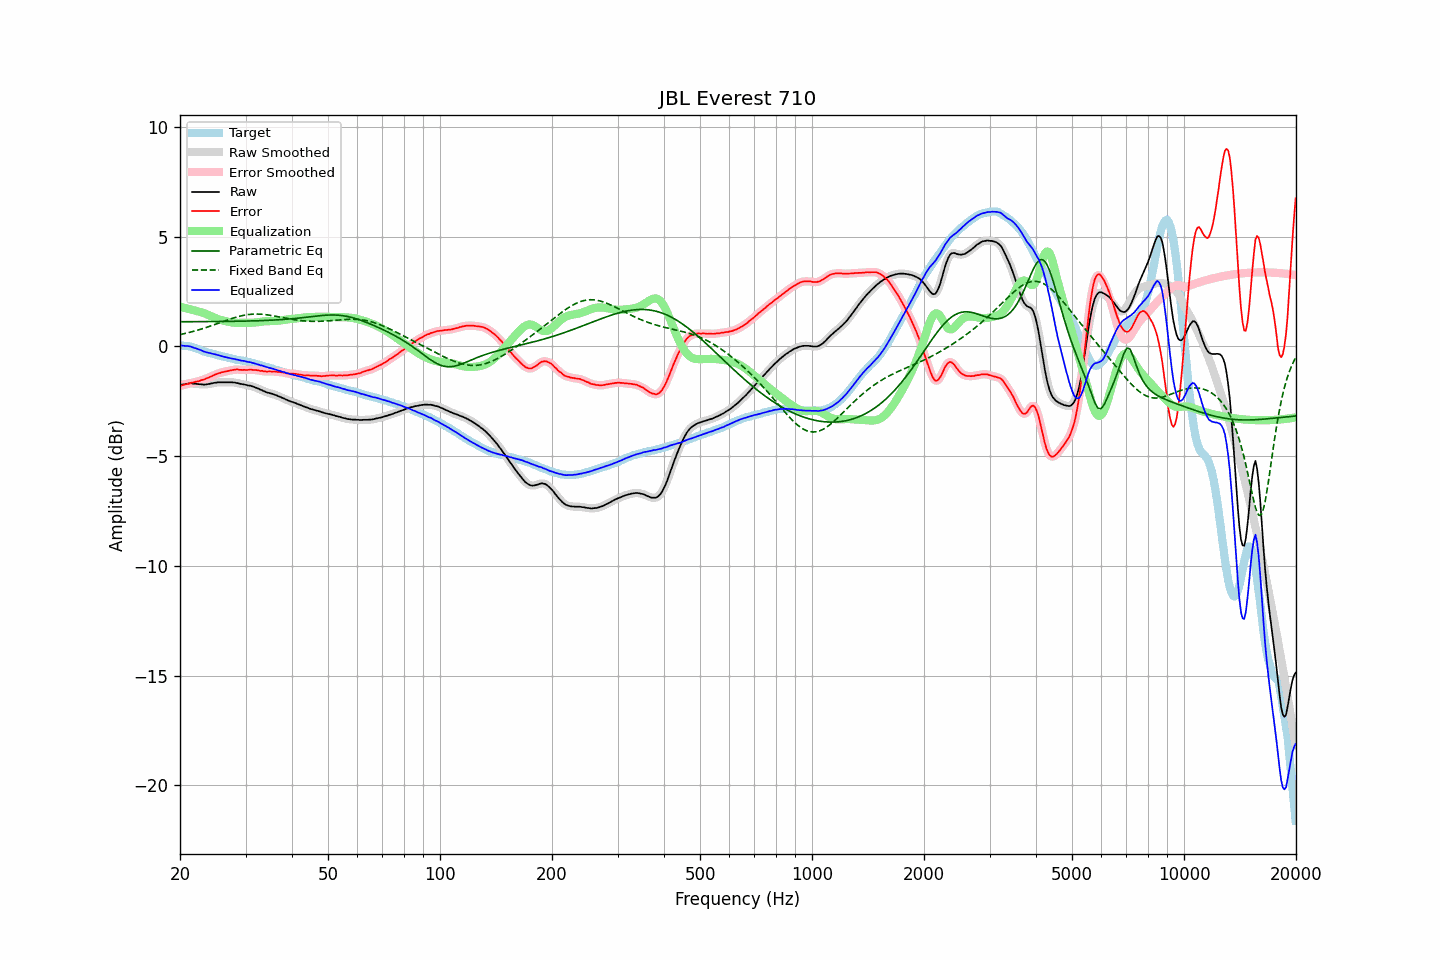 JBL Everest 710
Target
Raw Smoothed
Error Smoothed
Raw
Error
Equalization
Parametric Eq
Fixed Band Eq
Equalized
10
5
0
−5
−10
−15
−20
Amplitude (dBr)
20 50 100 200 500 1000 2000 5000 10000 20000
Frequency (Hz)